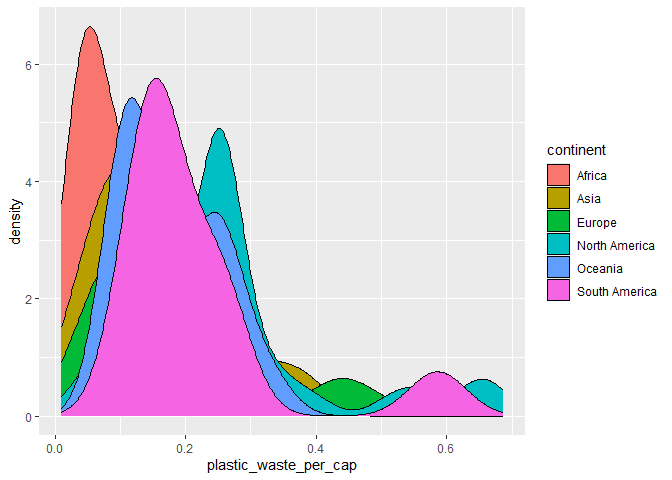 6
4
2
0
density
0.0
0.2
0.4
0.6
plastic_waste_per_cap
continent
Africa
Asia
Europe
North America
Oceania
South America